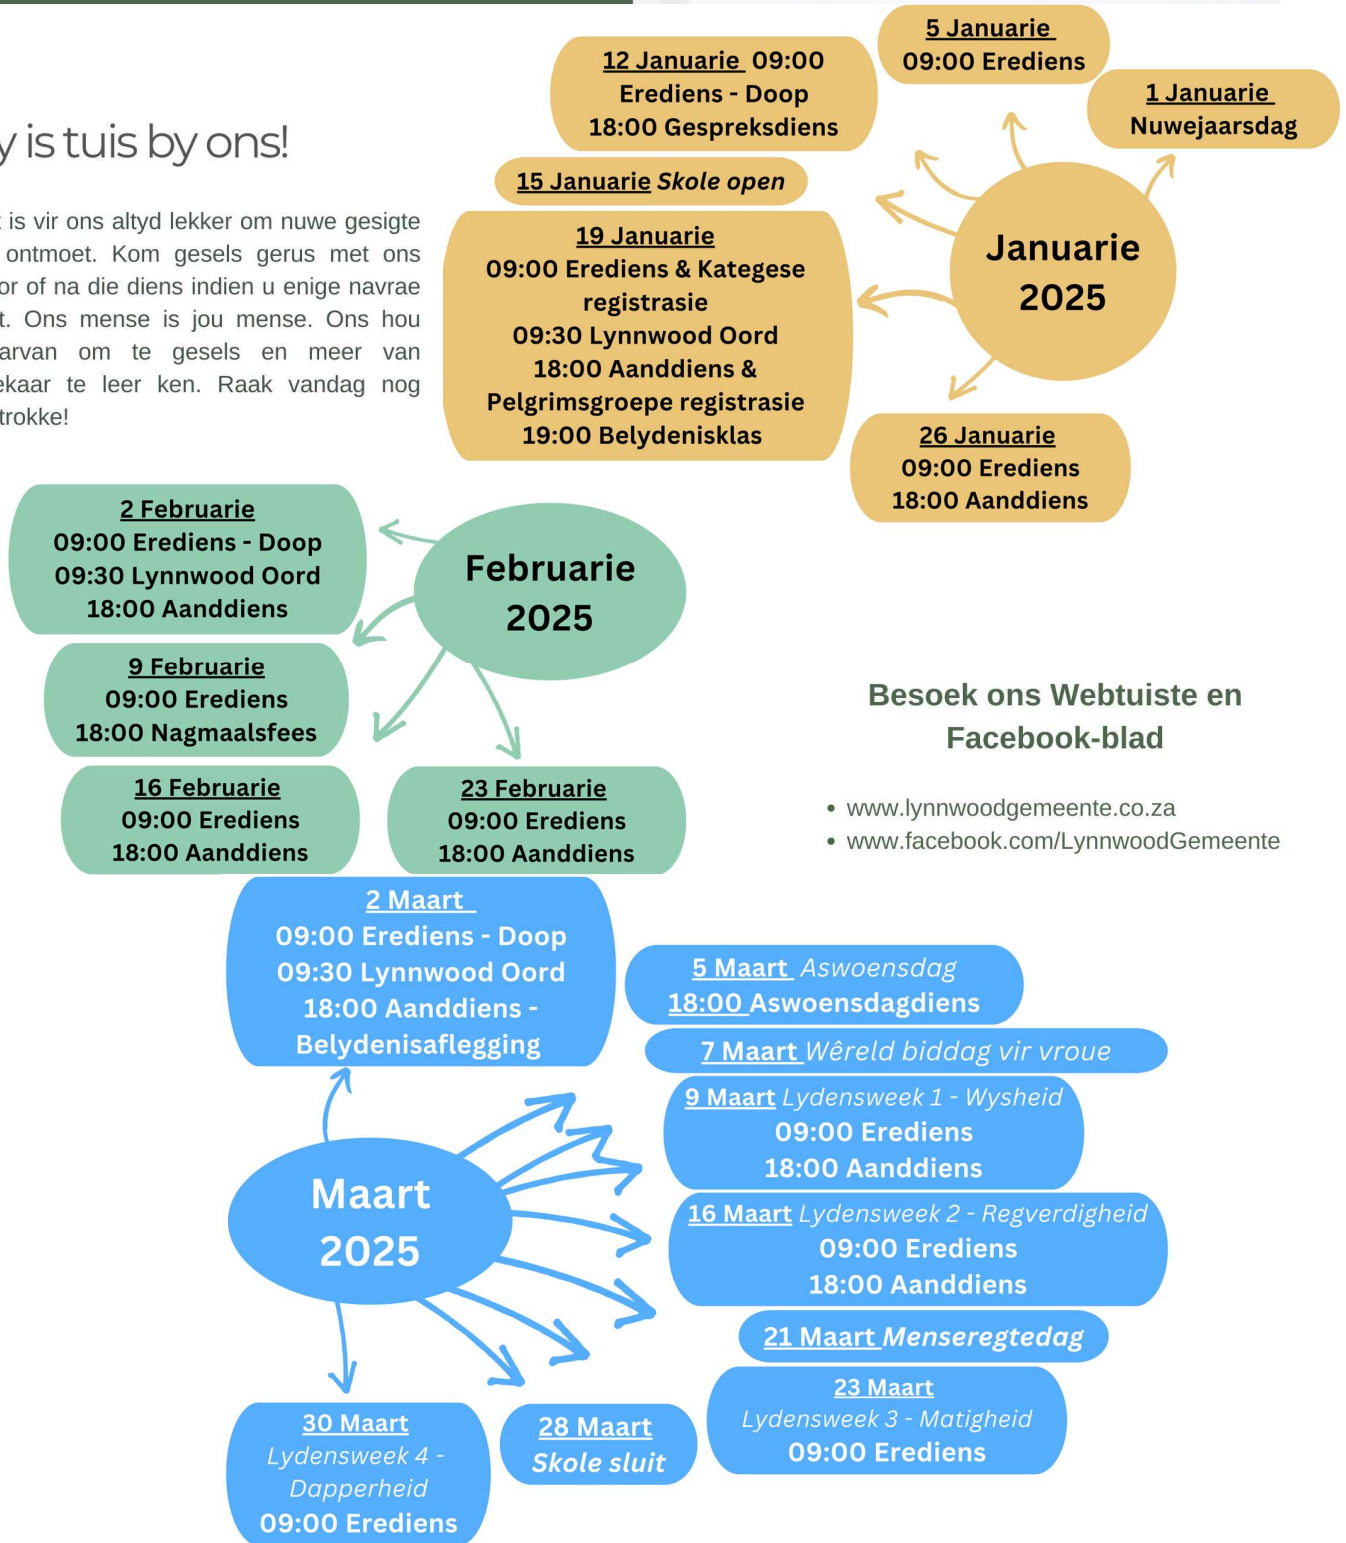 y is tuis by ons!
is vir ons altyd lekker om nuwe gesigte
ontmoet. Kom gesels gerus met ons
or of na die diens indien u enige navrae
t. Ons mense is jou mense. Ons hou
arvan om te gesels en meer van
ekaar te leer ken. Raak vandag nog
trokke!
5 Januarie
09:00 Erediens
12 Januarie 09:00
Erediens - Doop
18:00 Gespreksdiens
1 Januarie
Nuwejaarsdag
15 Januarie Skole open
19 Januarie
09:00 Erediens & Kategese
registrasie
09:30 Lynnwood Oord
18:00 Aanddiens &
Pelgrimsgroepe registrasie
19:00 Belydenisklas
Januarie
2025
26 Januarie
09:00 Erediens
18:00 Aanddiens
2 Februarie
09:00 Erediens - Doop
09:30 Lynnwood Oord
18:00 Aanddiens
Februarie
2025
9 Februarie
09:00 Erediens
18:00 Nagmaalsfees
16 Februarie
09:00 Erediens
18:00 Aanddiens
23 Februarie
09:00 Erediens
18:00 Aanddiens
Besoek ons Webtuiste en
Facebook-blad
• www.lynnwoodgemeente.co.za
• www.facebook.com/LynnwoodGemeente
2 Maart
09:00 Erediens - Doop
09:30 Lynnwood Oord
18:00 Aanddiens -
Belydenisaflegging
5 Maart Aswoensdag
18:00 Aswoensdagdiens
7 Maart Wêreld biddag vir vroue
9 Maart Lydensweek 1 - Wysheid
09:00 Erediens
18:00 Aanddiens
Maart
2025
16 Maart Lydensweek 2 - Regverdigheid
09:00 Erediens
18:00 Aanddiens
21 Maart Menseregtedag
23 Maart
Lydensweek 3 - Matigheid
09:00 Erediens
28 Maart
Skole sluit
30 Maart
Lydensweek 4 -
Dapperheid
09:00 Erediens